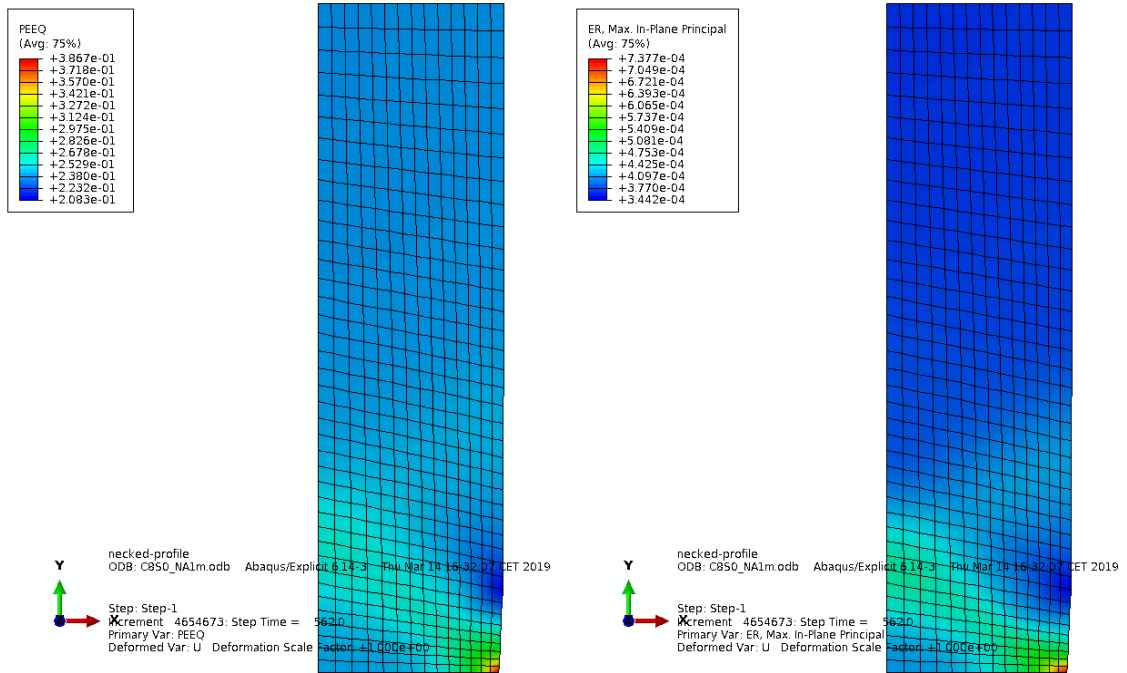 PEEQ
(Avg: 75%)
+3.867e-01
+3.718e-01
+3.570e-01
+3.421e-01
+3.272e-01
+3.124e-01
+2.975e-01
+2.826e-01
+2.678e-01
+2.529e-01
+2.380e-01
+2.232e-01
+2.083e-01
necked-profile
ODB: C8S0_NA1m.odb Abaqus/Explicit 6.14-3 Thu Mar 14 16:32:07 CET 2019
Y
X
Z
Step: Step-1
Increment 4654673: Step Time = 562.0
Primary Var: PEEQ
Deformed Var: U Deformation Scale Factor: +1.000e+00
ER, Max. In-Plane Principal
(Avg: 75%)
+7.377e-04
+7.049e-04
+6.721e-04
+6.393e-04
+6.065e-04
+5.737e-04
+5.409e-04
+5.081e-04
+4.753e-04
+4.425e-04
+4.097e-04
+3.770e-04
+3.442e-04
necked-profile
ODB: C8S0_NA1m.odb Abaqus/Explicit 6.14-3 Thu Mar 14 16:32:07 CET 2019
Y
X
Z
Step: Step-1
Increment 4654673: Step Time = 562.0
Primary Var: ER, Max. In-Plane Principal
Deformed Var: U Deformation Scale Factor: +1.000e+00